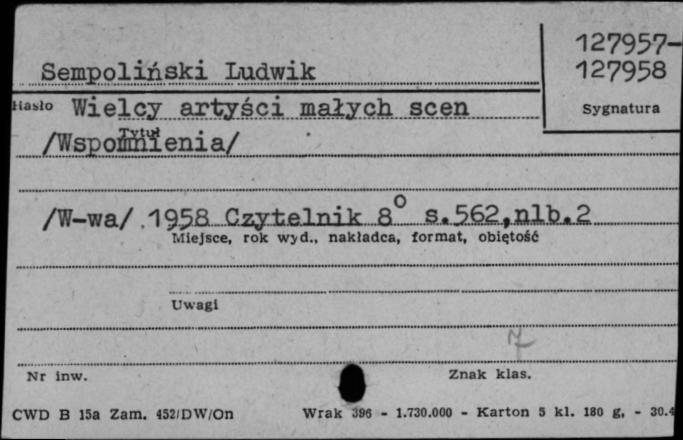 127957-
127958
Sygnatura
Sempoliński Ludwik
Hasło Wielcy artyści małych scen
Tytuł
/Wspomnienia/
/W-wa/ 1958 Czytelnik 8° s.562,nlb.2
Miejsce, rok wyd., nakładca, format, obiętość
Uwagi
Nr inw.
Znak klas.
CWD B 15a Zam. 452/DW/On Wrak 396 - 1.730.000 - Karton 5 kl. 180 g, - 30.4